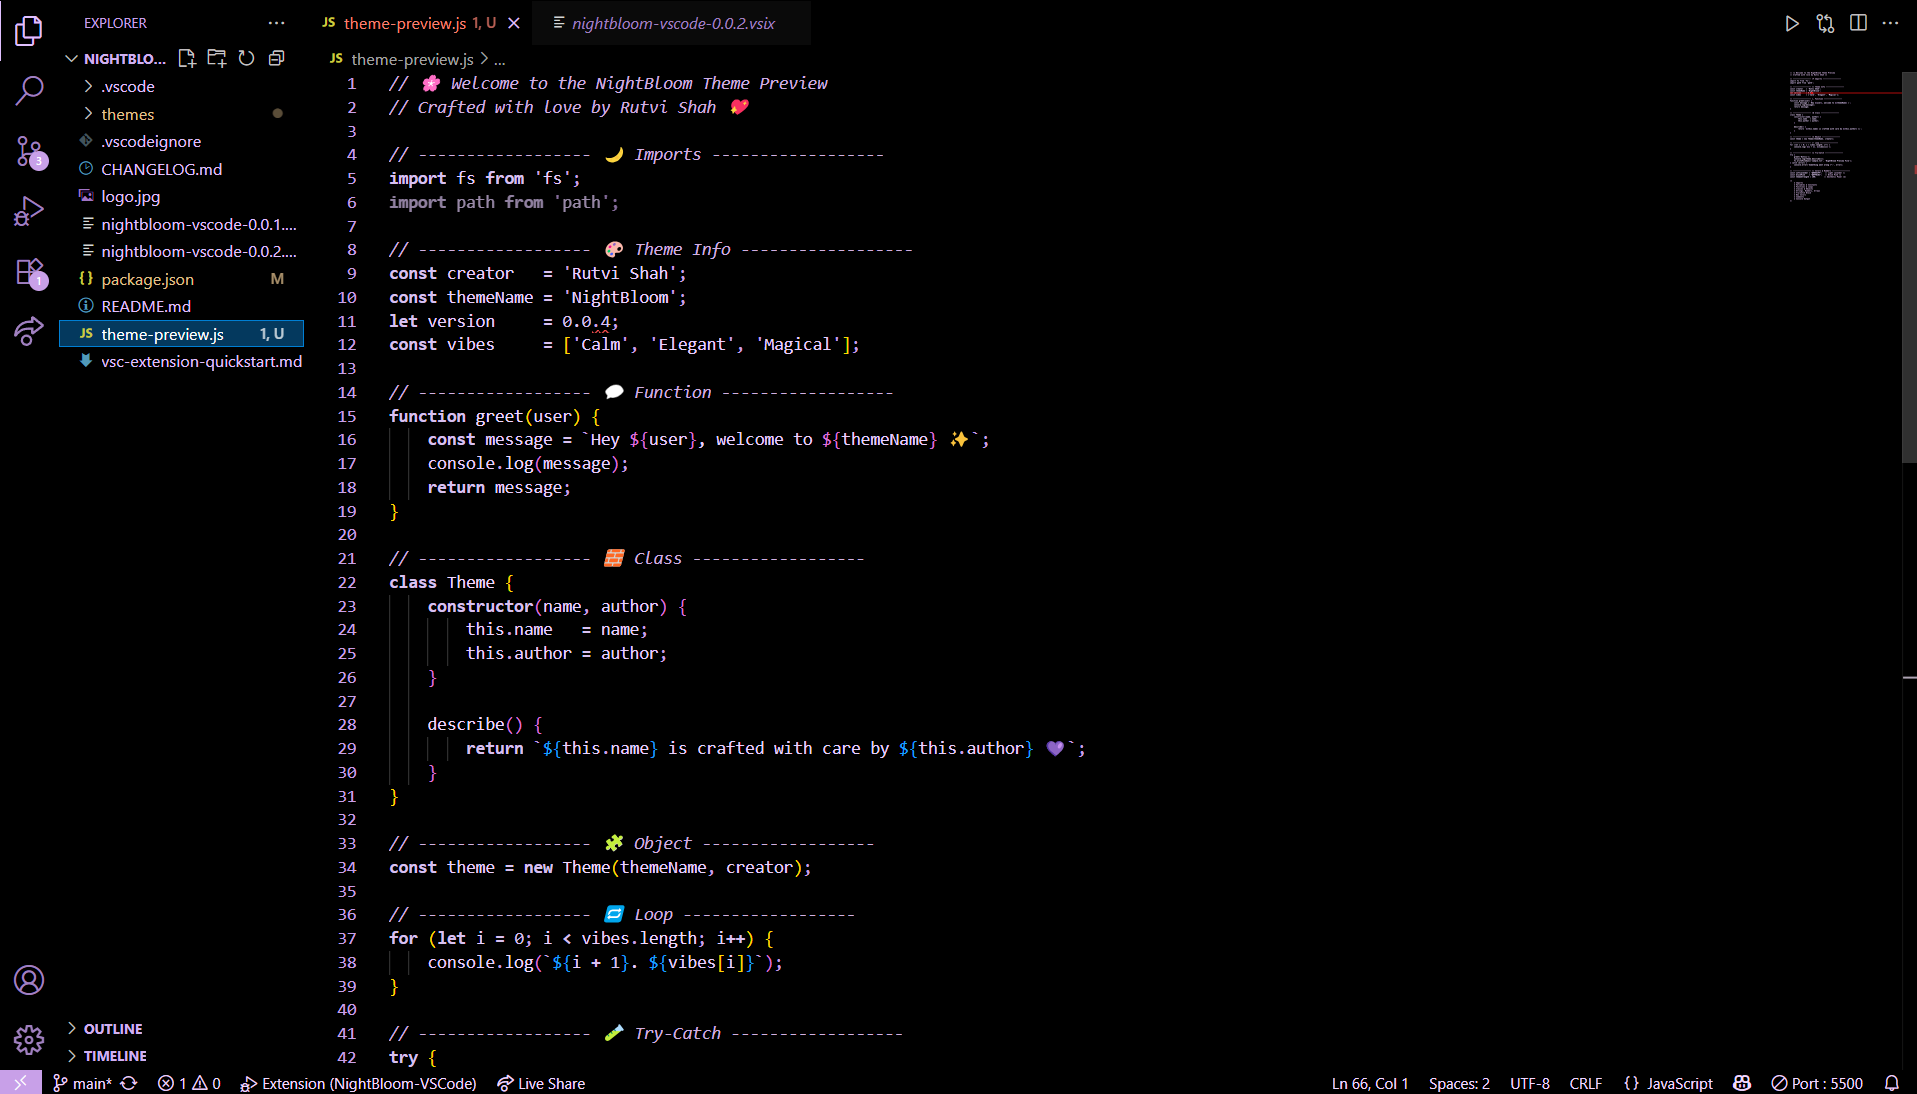 EXPLORER
NIGHTBLO...
.vscode
themes
.vscodeignore
CHANGELOG.md
logo.jpg
nightbloom-vscode-0.0.1....
nightbloom-vscode-0.0.2....
package.json M
README.md
JS theme-preview.js 1, U
vsc-extension-quickstart.md
OUTLINE
TIMELINE
3
1
JS theme-preview.js 1, U
nightbloom-vscode-0.0.2.vsix
JS theme-preview.js > ...
1 // 🌸 Welcome to the NightBloom Theme Preview
2 // Crafted with love by Rutvi Shah 💖
3
4 // ------------------ 🌙 Imports ------------------
5 import fs from 'fs';
6 import path from 'path';
7
8 // ------------------ 🎨 Theme Info ------------------
9 const creator   = 'Rutvi Shah';
10 const themeName = 'NightBloom';
11 let version     = 0.0.4;
12 const vibes     = ['Calm', 'Elegant', 'Magical'];
13
14 // ------------------ 💬 Function ------------------
15 function greet(user) {
16     const message = `Hey ${user}, welcome to ${themeName} ✨`;
17     console.log(message);
18     return message;
19 }
20
21 // ------------------ 🧱 Class ------------------
22 class Theme {
23     constructor(name, author) {
24         this.name   = name;
25         this.author = author;
26     }
27
28     describe() {
29         return `${this.name} is crafted with care by ${this.author} 💜`;
30     }
31 }
32
33 // ------------------ 🧩 Object ------------------
34 const theme = new Theme(themeName, creator);
35
36 // ------------------ 🔁 Loop ------------------
37 for (let i = 0; i < vibes.length; i++) {
38     console.log(`${i + 1}. ${vibes[i]}`);
39 }
40
41 // ------------------ 🧪 Try-Catch ------------------
42 try {
main* 1 0 Extension (NightBloom-VSCode) Live Share
Ln 66, Col 1 Spaces: 2 UTF-8 CRLF {} JavaScript Port : 5500